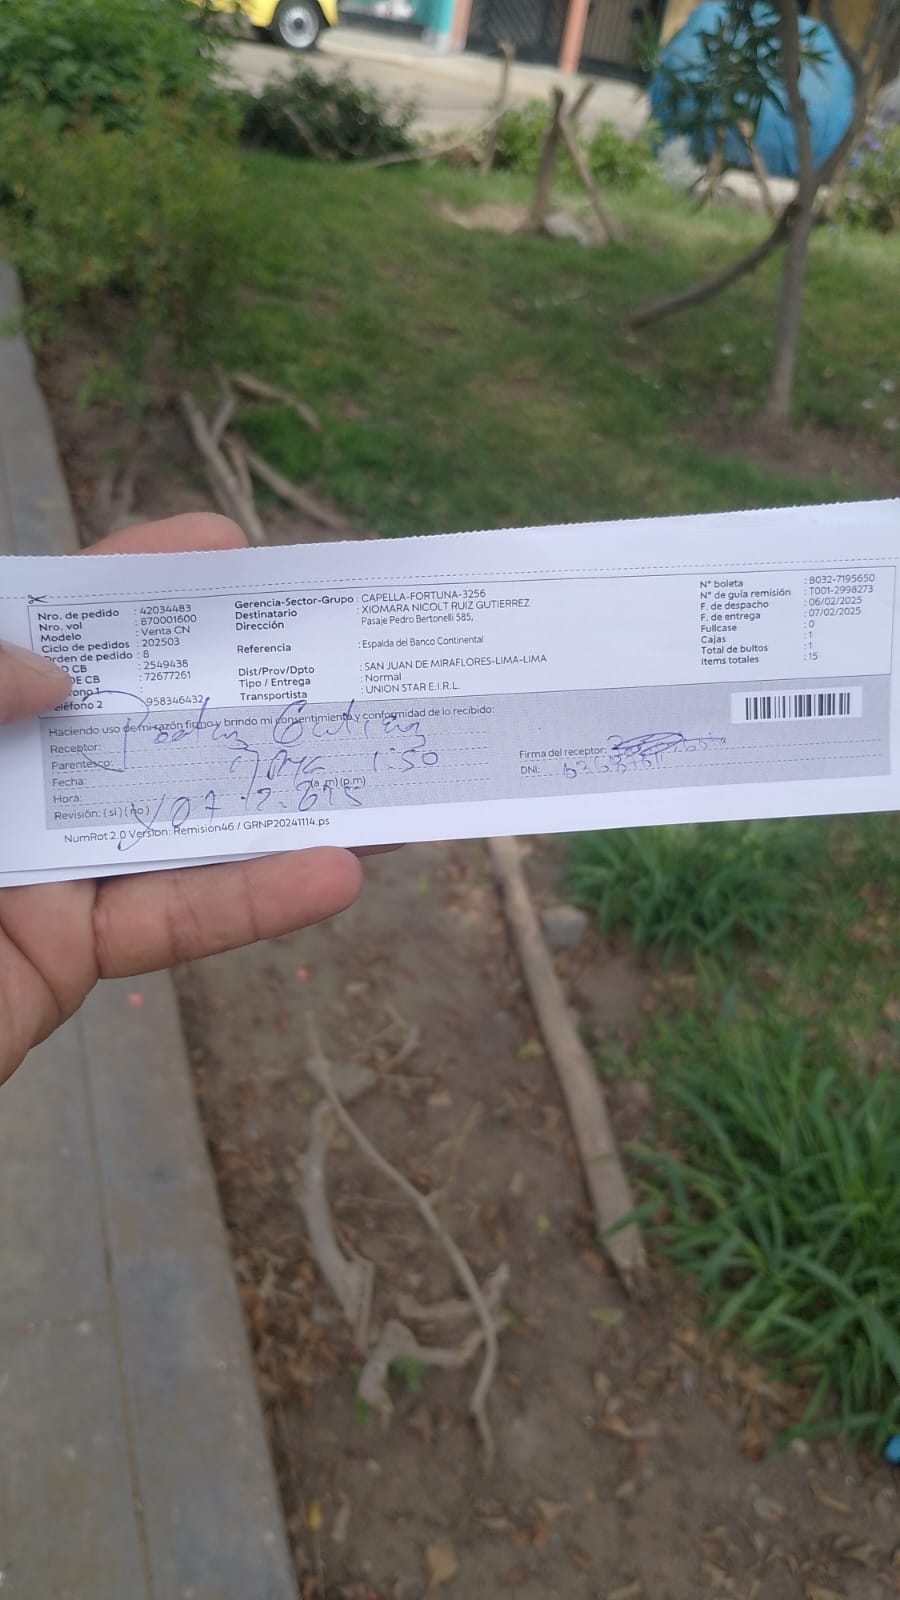 Nro. de pedido : 42034483
Nro. vol : 870001600
Modelo : Venta CN
Ciclo de pedidos : 202503
Orden de pedido : 8
CB : 2549438
DE CB : 72677261
:
eléfono 2 958346432
Gerencia-Sector-Grupo : CAPELLA-FORTUNA-3256
Destinatario : XIOMARA NICOLT RUIZ GUTIERREZ
Dirección Pasaje Pedro Bertonelli 585,
Referencia : Espalda del Banco Continental
Dist/Prov/Dpto : SAN JUAN DE MIRAFLORES-LIMA-LIMA
Tipo / Entrega : Normal
Transportista : UNION STAR E.I.R.L.
N° boleta : B032-7195650
N° de guía remisión : T001-2998273
F. de despacho : 06/02/2025
F. de entrega : 07/02/2025
Fullcase : 0
Cajas : 1
Total de bultos : 1
Items totales : 15
Haciendo uso de mi razón firmo y brindo mi consentimiento y conformidad de lo recibido:
Receptor:
Parentesco:
Fecha: 1:50
Hora: (a.m) (p.m)
Revisión: ( si ) ( no ) 07
Firma del receptor:
DNI:
NumRot 2.0 Version: Remision46 / GRNP20241114.ps